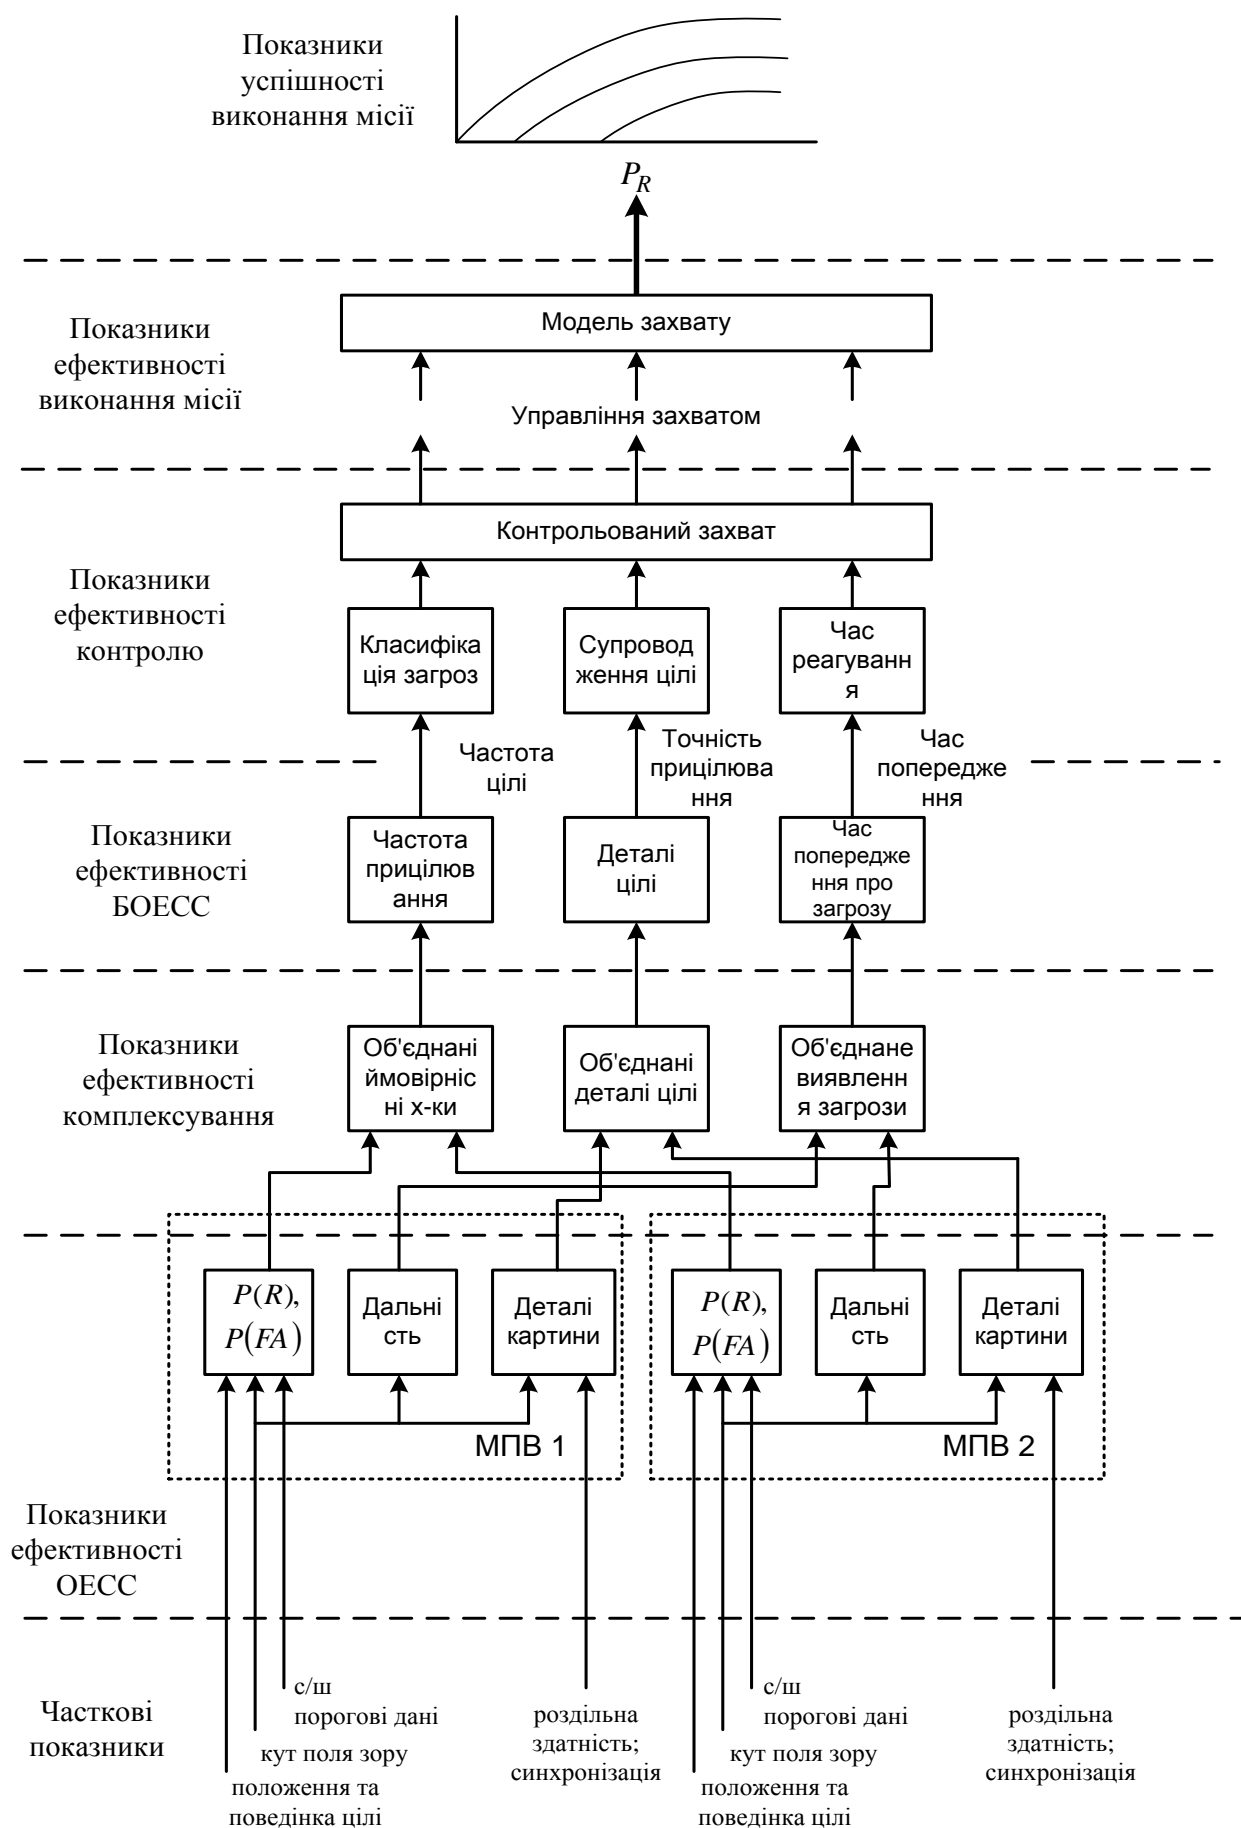 Показники
успішності
виконання місії
P_R
Показники
ефективності
виконання місії
Модель захвату
Управління захватом
Показники
ефективності
контролю
Контрольований захват
Класифіка
ція загроз
Супровод
ження цілі
Час
реагуванн
я
Частота
цілі
Точність
прицілюва
ння
Час
попередже
ння
Показники
ефективності
БОЕСС
Частота
прицілюв
ання
Деталі
цілі
Час
попередже
ння про
загрозу
Показники
ефективності
комплексування
Об'єднані
ймовірніс
ні х-ки
Об'єднані
деталі цілі
Об'єднане
виявленн
я загрози
P(R),
P(FA)
Дальні
сть
Деталі
картини
МПВ 1
P(R),
P(FA)
Дальні
сть
Деталі
картини
МПВ 2
Показники
ефективності
ОЕСС
Часткові
показники
с/ш
порогові дані
кут поля зору
положення та
поведінка цілі
роздільна
здатність;
синхронізація
с/ш
порогові дані
кут поля зору
положення та
поведінка цілі
роздільна
здатність;
синхронізація